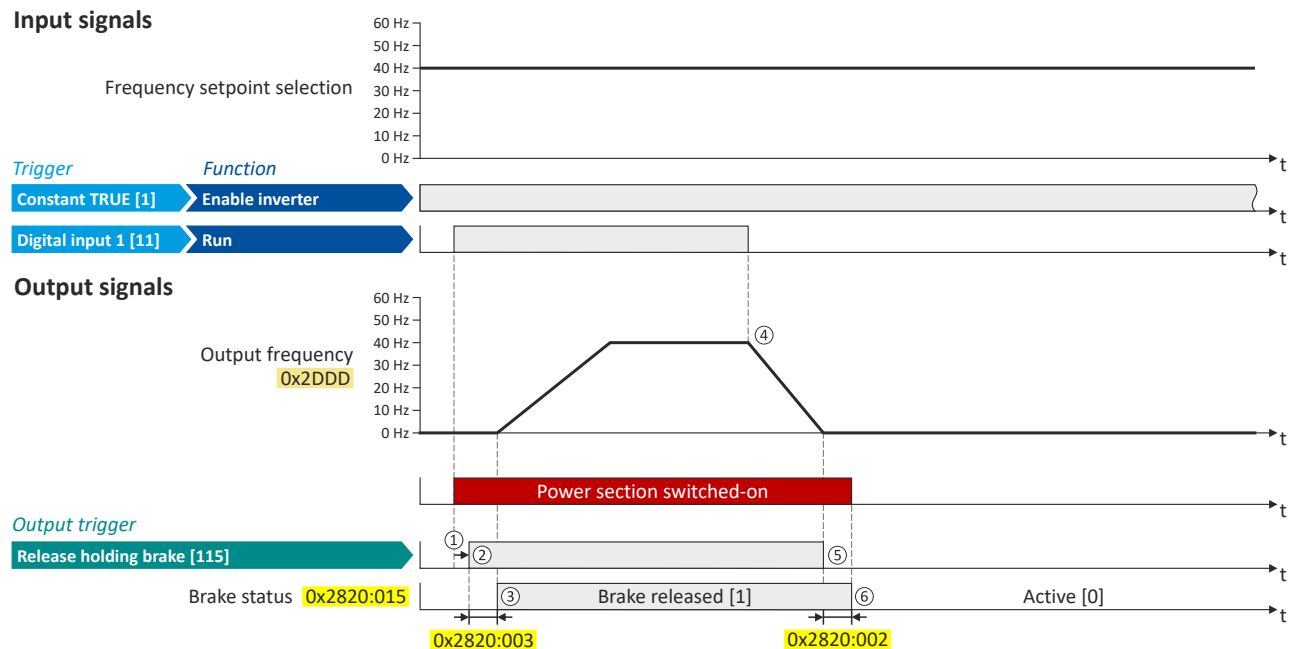 Input signals
60 Hz
50 Hz
40 Hz
Frequency setpoint selection 30 Hz
20 Hz
10 Hz
0 Hz
t
Trigger Function
Constant TRUE [1] Enable inverter
t
Digital input 1 [11] Run
t
Output signals
60 Hz
50 Hz
40 Hz
④
Output frequency 30 Hz
0x2DDD 20 Hz
10 Hz
0 Hz
t
Power section switched-on
t
Output trigger
Release holding brake [115] ① ② ⑤
t
Brake status 0x2820:015 ③ Brake released [1] ⑥ Active [0]
t
0x2820:003 0x2820:002